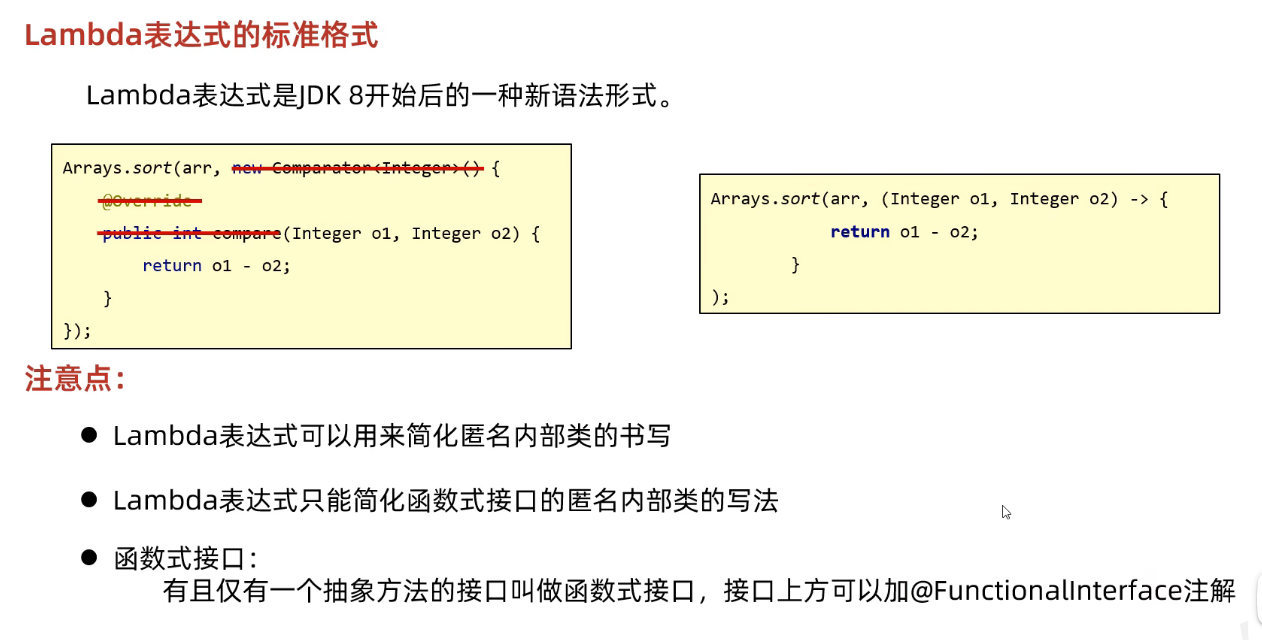 Lambda表达式的标准格式
Lambda表达式是JDK 8开始后的一种新语法形式。
Arrays.sort(arr, new Comparator<Integer>() {
@Override
public int compare(Integer o1, Integer o2) {
return o1 - o2;
}
});
Arrays.sort(arr, (Integer o1, Integer o2) -> {
return o1 - o2;
}
);
注意点：
● Lambda表达式可以用来简化匿名内部类的书写
● Lambda表达式只能简化函数式接口的匿名内部类的写法
● 函数式接口：
有且仅有一个抽象方法的接口叫做函数式接口，接口上方可以加@FunctionalInterface注解